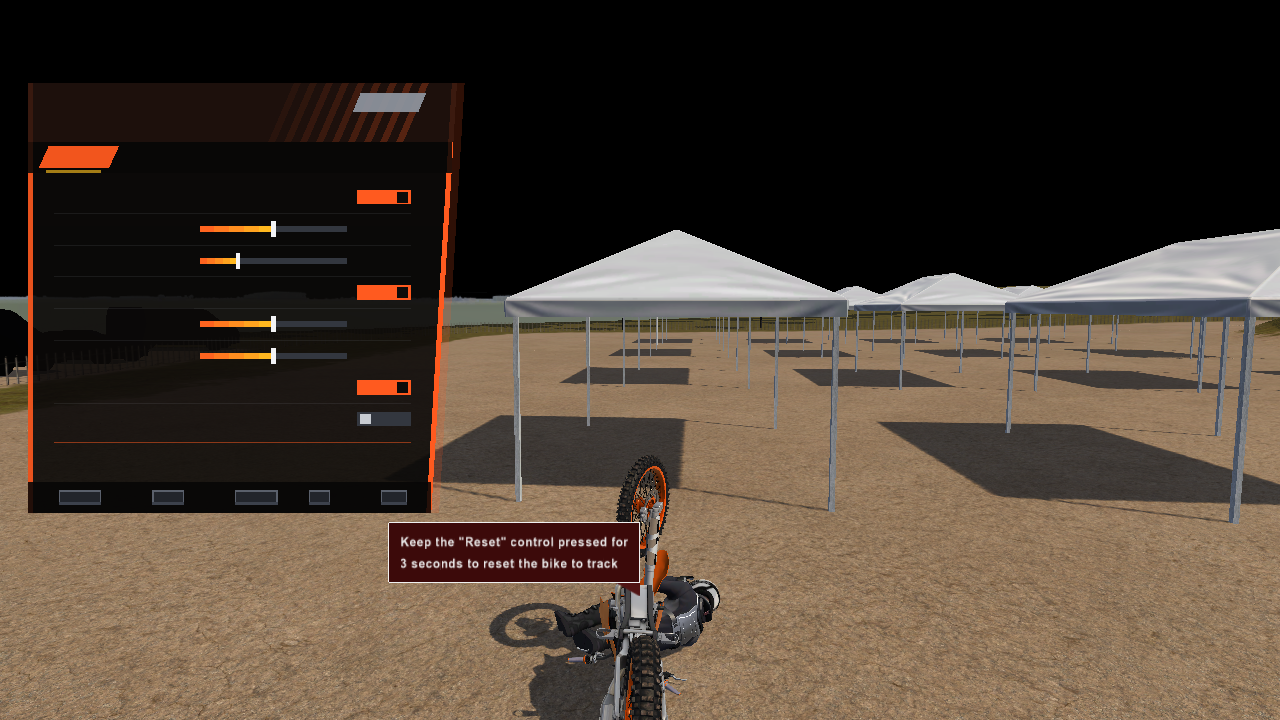 Keep the "Reset" control pressed for
3 seconds to reset the bike to track